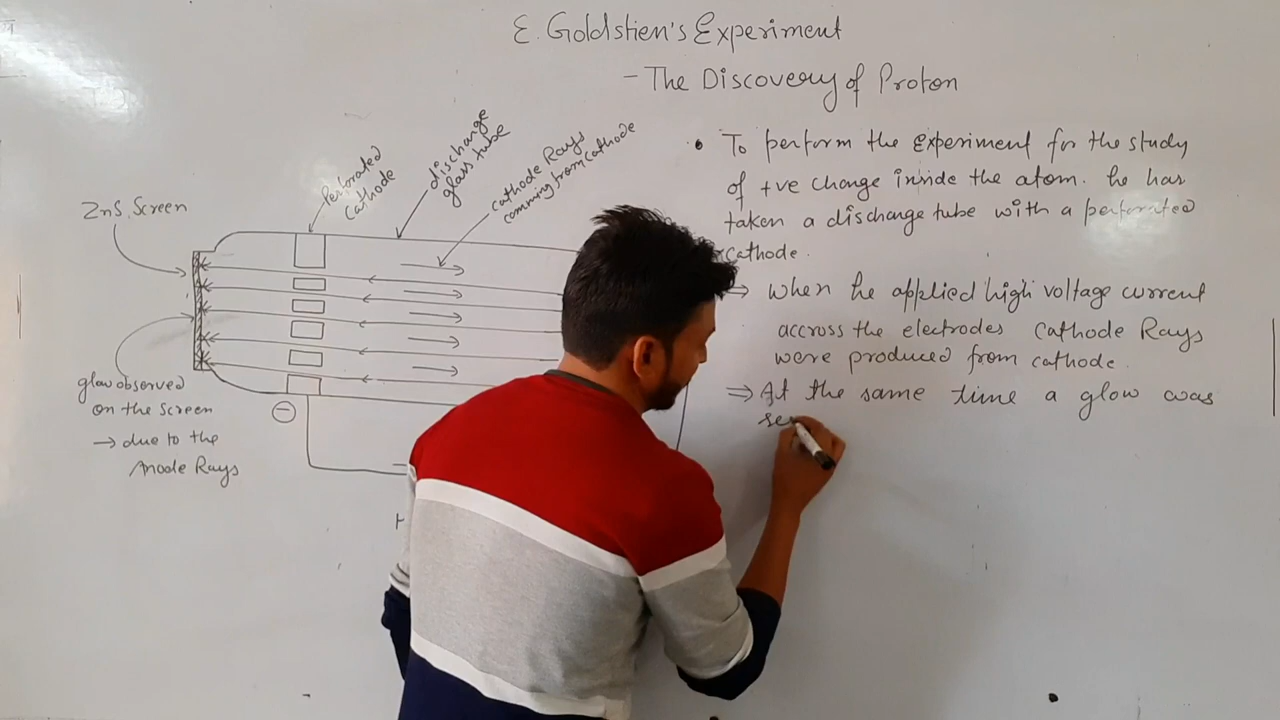 E. Goldstien's Experiment
- The Discovery of Proton
ZnS Screen
Perforated
Cathode
discharge
glass tube
cathode Rays
comming from cathode
glow observed
on the screen
→ due to the
Anode Rays
⊖
H
• To perform the experiment for the study
of +ve change inside the atom. he has
taken a discharge tube with a perforated
cathode.
⇒ when he applied high voltage current
accross the electrodes Cathode Rays
were produced from cathode.
⇒ At the same time a glow was
se